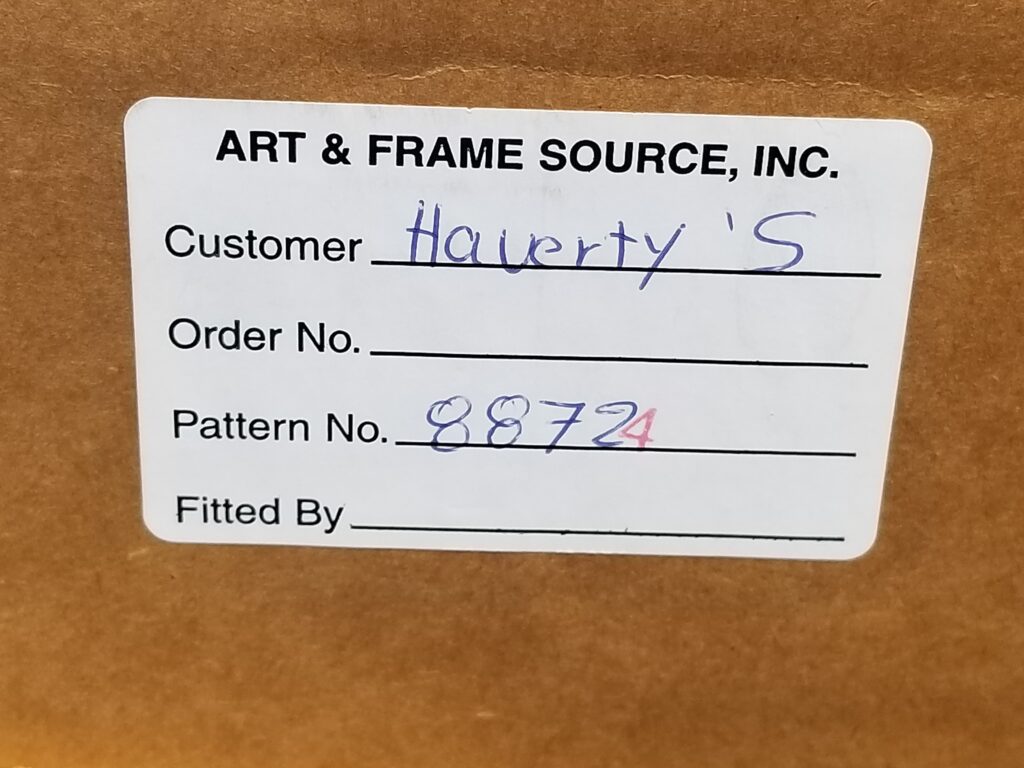 ART & FRAME SOURCE, INC.
Customer Haverty's
Order No.
Pattern No. 88724
Fitted By